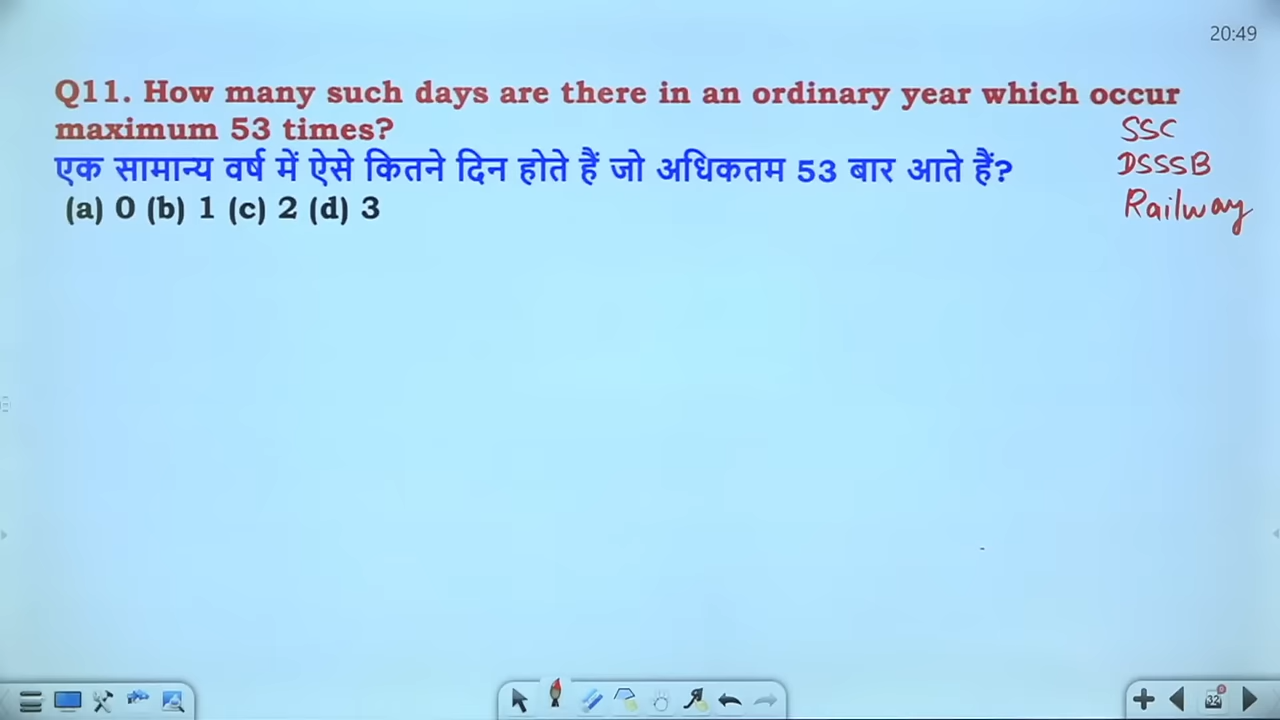 20:49
Q11. How many such days are there in an ordinary year which occur
maximum 53 times?
SSC
एक सामान्य वर्ष में ऐसे कितने दिन होते हैं जो अधिकतम 53 बार आते हैं?
DSSSB
(a) 0 (b) 1 (c) 2 (d) 3
Railway
32